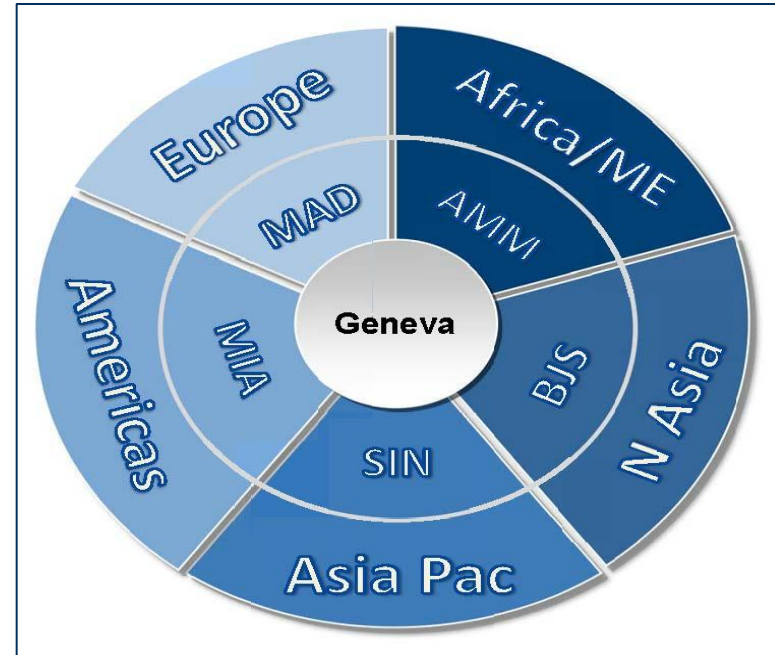 Europe
Africa/ME
MAD
AMM
Geneva
Americas
MIA
BJS
N Asia
SIN
Asia Pac